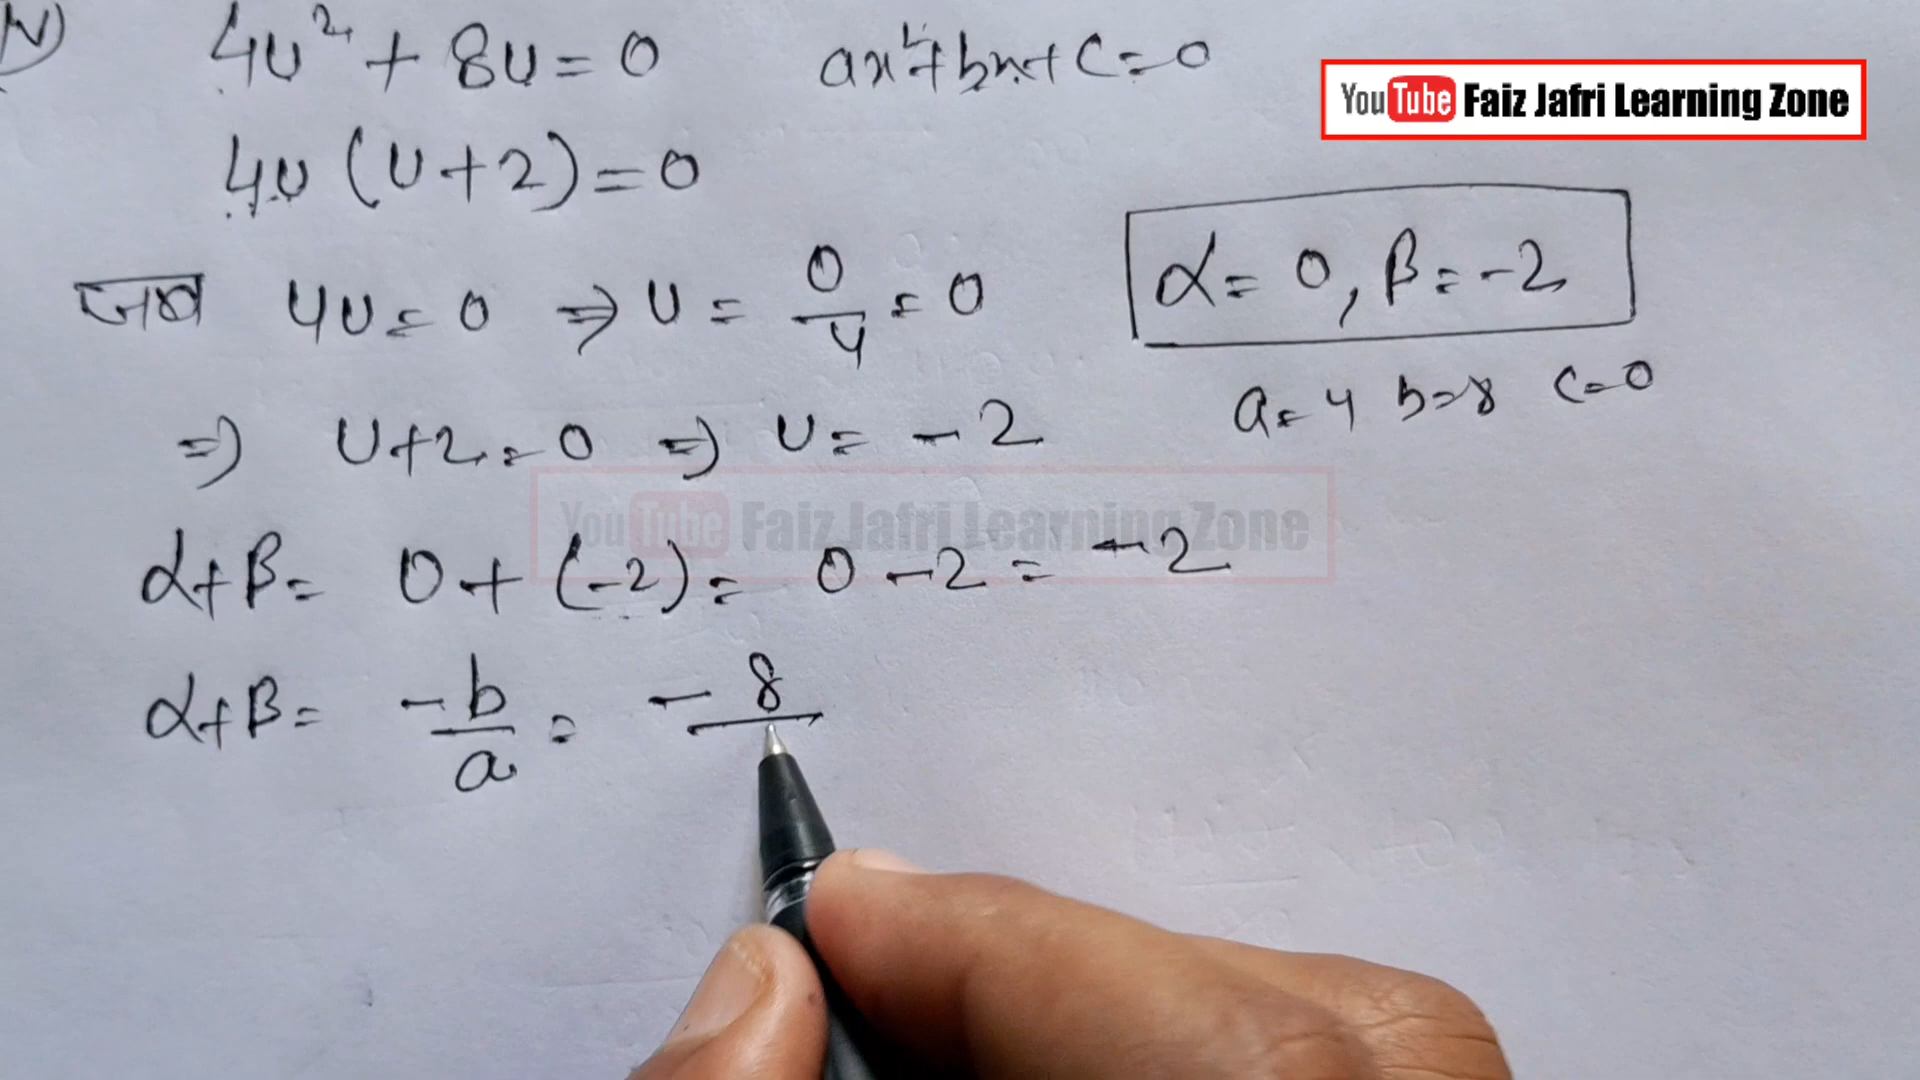 4u² + 8u = 0    ax² + bx + c = 0
YouTube Faiz Jafri Learning Zone
4u (u+2) = 0
जब 4u = 0 ⇒ u = 0/4 = 0
α = 0, β = -2
a = 4 b = 8 c = 0
⇒ u+2 = 0 ⇒ u = -2
YouTube Faiz Jafri Learning Zone
α+β = 0 + (-2) = 0 - 2 = -2
α+β = -b/a = -8